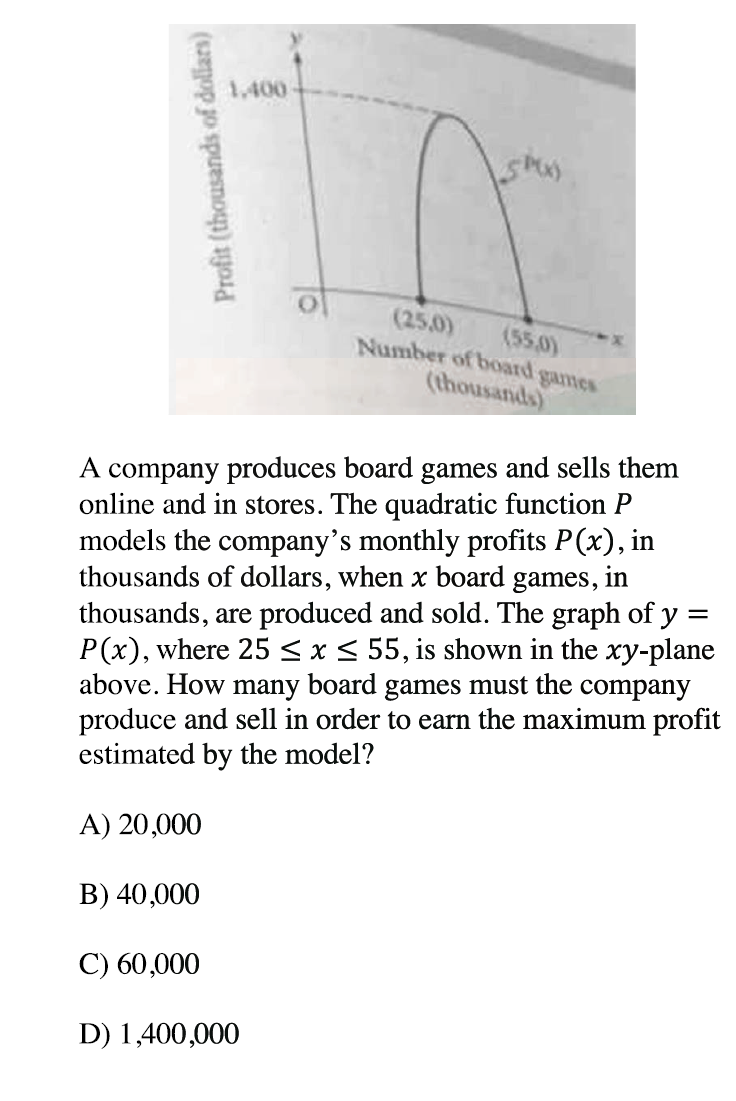 Profit (thousands of dollars)
y
1,400
P(x)
O
(25,0)
(55,0)
x
Number of board games
(thousands)
A company produces board games and sells them
online and in stores. The quadratic function P
models the company’s monthly profits P(x), in
thousands of dollars, when x board games, in
thousands, are produced and sold. The graph of y =
P(x), where 25 ≤ x ≤ 55, is shown in the xy-plane
above. How many board games must the company
produce and sell in order to earn the maximum profit
estimated by the model?
A) 20,000
B) 40,000
C) 60,000
D) 1,400,000